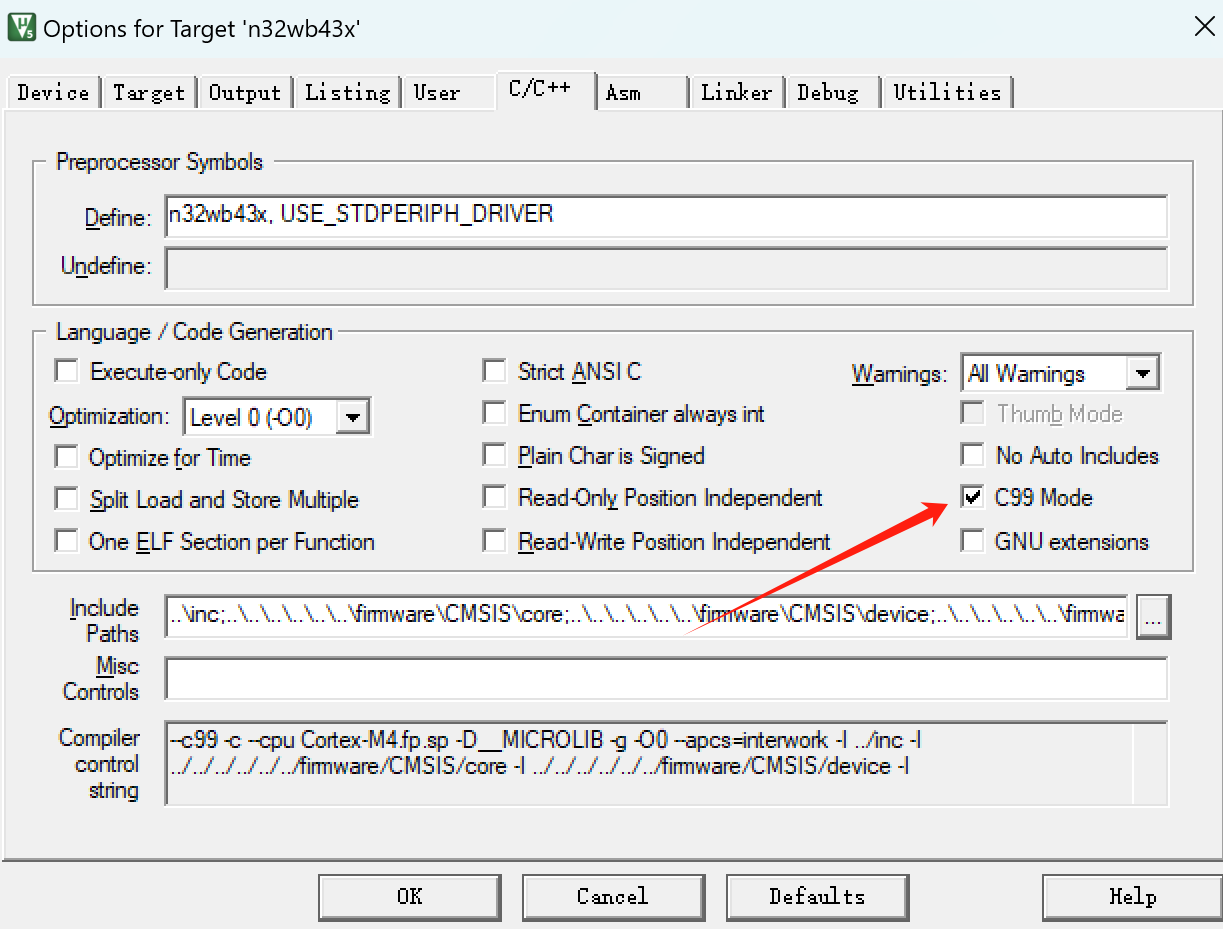 Options for Target 'n32wb43x'
Device Target Output Listing User C/C++ Asm Linker Debug Utilities
Preprocessor Symbols
Define: n32wb43x, USE_STDPERIPH_DRIVER
Undefine:
Language / Code Generation
Execute-only Code Strict ANSI C Warnings: All Warnings
Optimization: Level 0 (-O0) Enum Container always int Thumb Mode
Optimize for Time Plain Char is Signed No Auto Includes
Split Load and Store Multiple Read-Only Position Independent C99 Mode
One ELF Section per Function Read-Write Position Independent GNU extensions
Include Paths ..\inc;..\..\..\..\..\..\firmware\CMSIS\core;..\..\..\..\..\..\firmware\CMSIS\device;..\..\..\..\..\..\firmwa ...
Misc Controls
Compiler control string --c99 -c --cpu Cortex-M4.fp.sp -D__MICROLIB -g -O0 --apcs=interwork -I ../inc -I
../../../../../../firmware/CMSIS/core -I ../../../../../../firmware/CMSIS/device -I
OK Cancel Defaults Help